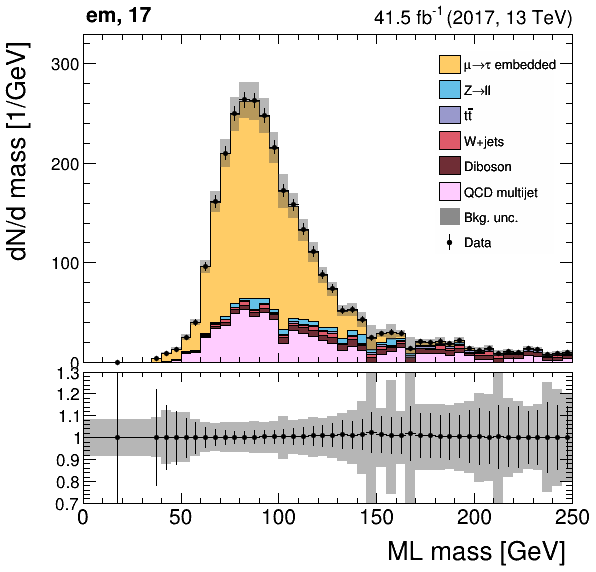 em, 17
41.5 fb⁻¹ (2017, 13 TeV)
dN/d mass [1/GeV]
300
200
100
0
μ→τ embedded
Z→ll
tt̄
W+jets
Diboson
QCD multijet
Bkg. unc.
Data
1.3
1.2
1.1
1
0.9
0.8
0.7
0 50 100 150 200 250
ML mass [GeV]